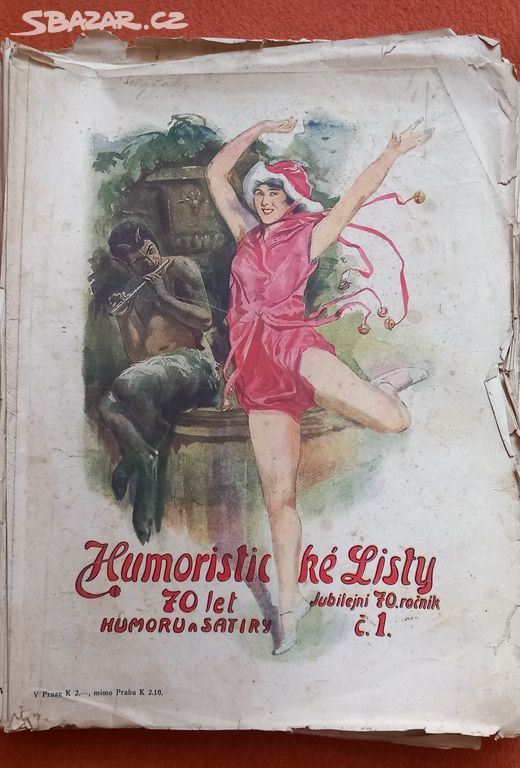 SBAZAR.CZ
Humoristické Listy
70 let
HUMORU A SATIRY
Jubilejní 70. ročník
č. 1.
V Praze K 2.—, mimo Prahu K 2.10.